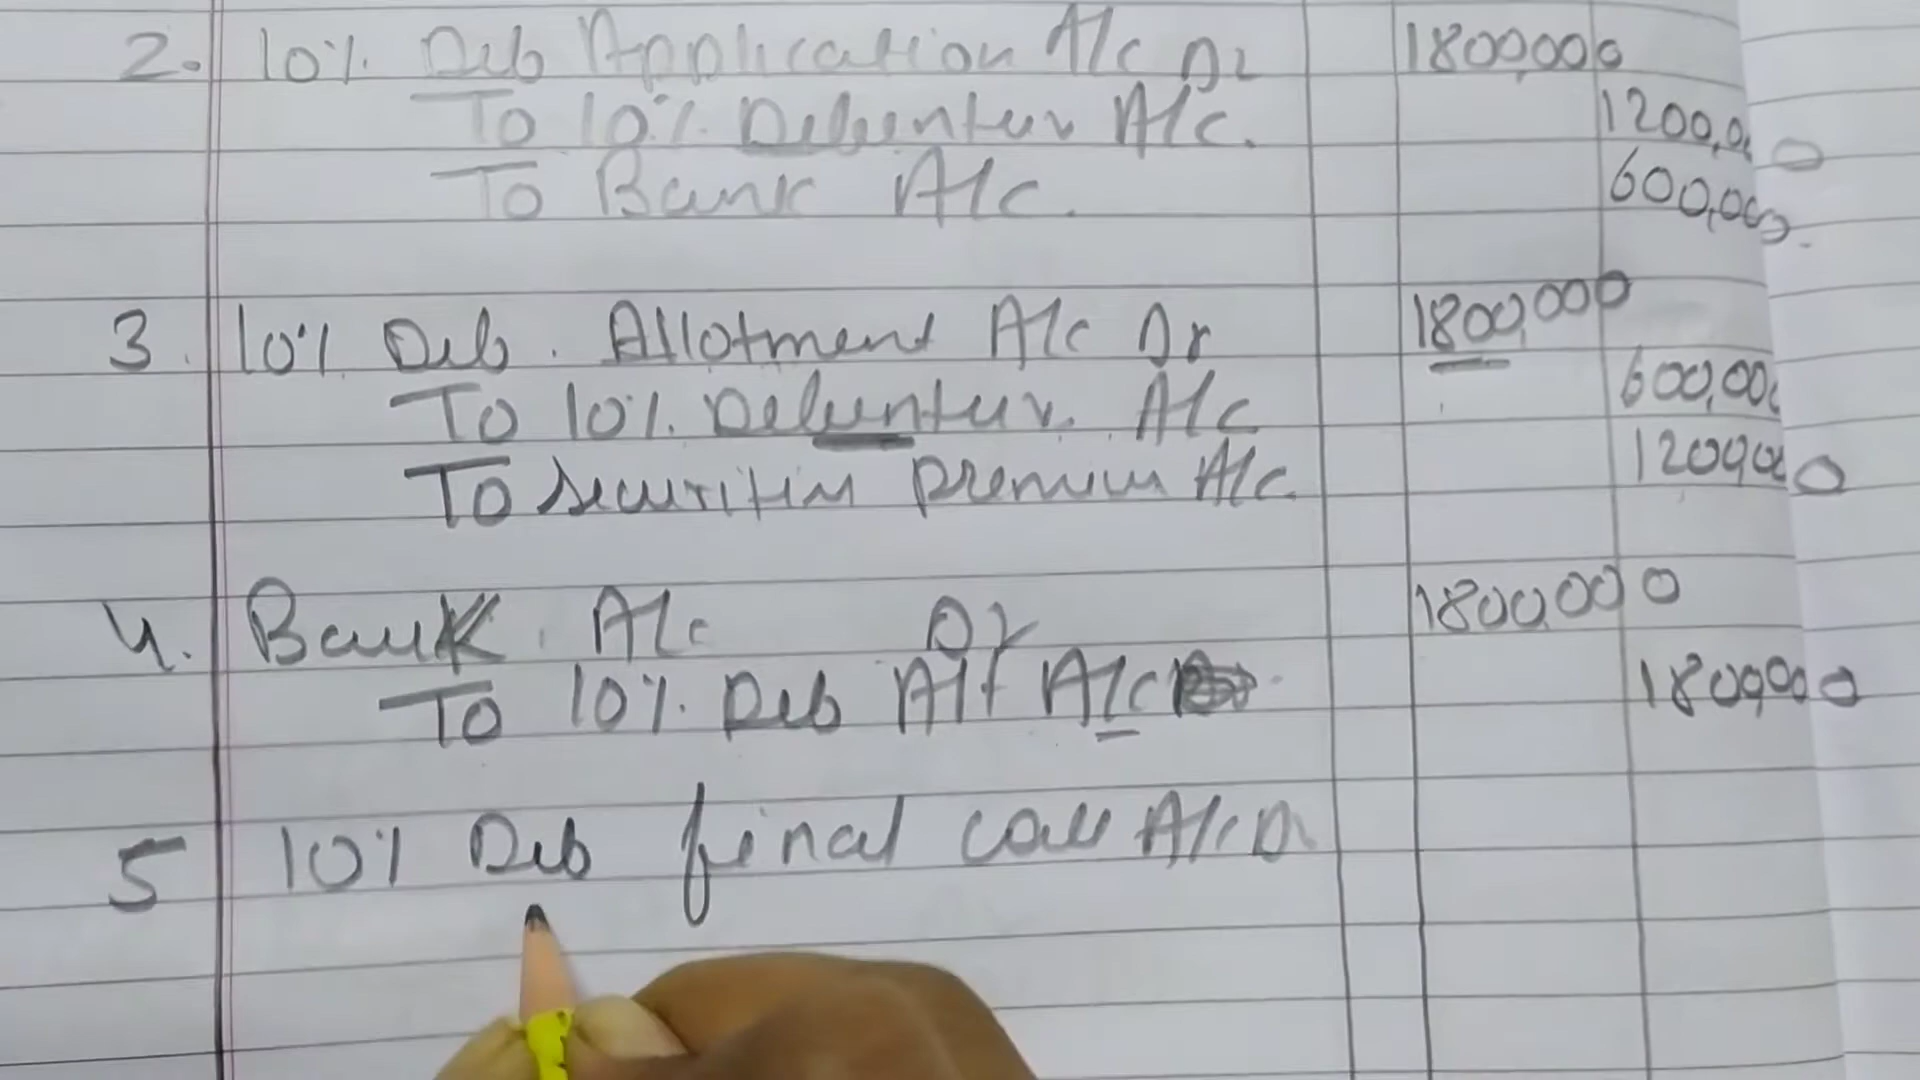 2. 10% Deb Application A/c Dr 1800,000
To 10% Debenture A/c. 1200,000
To Bank A/c. 600,000.
3. 10% Deb. Allotment A/c Dr 1800,000
To 10% Debenture. A/c 600,000
To Securities premium A/c. 1200,000
4. Bank A/c Dr 1800,000
To 10% Deb Alt A/c 1800,000
5 10% Deb final call A/c Dr